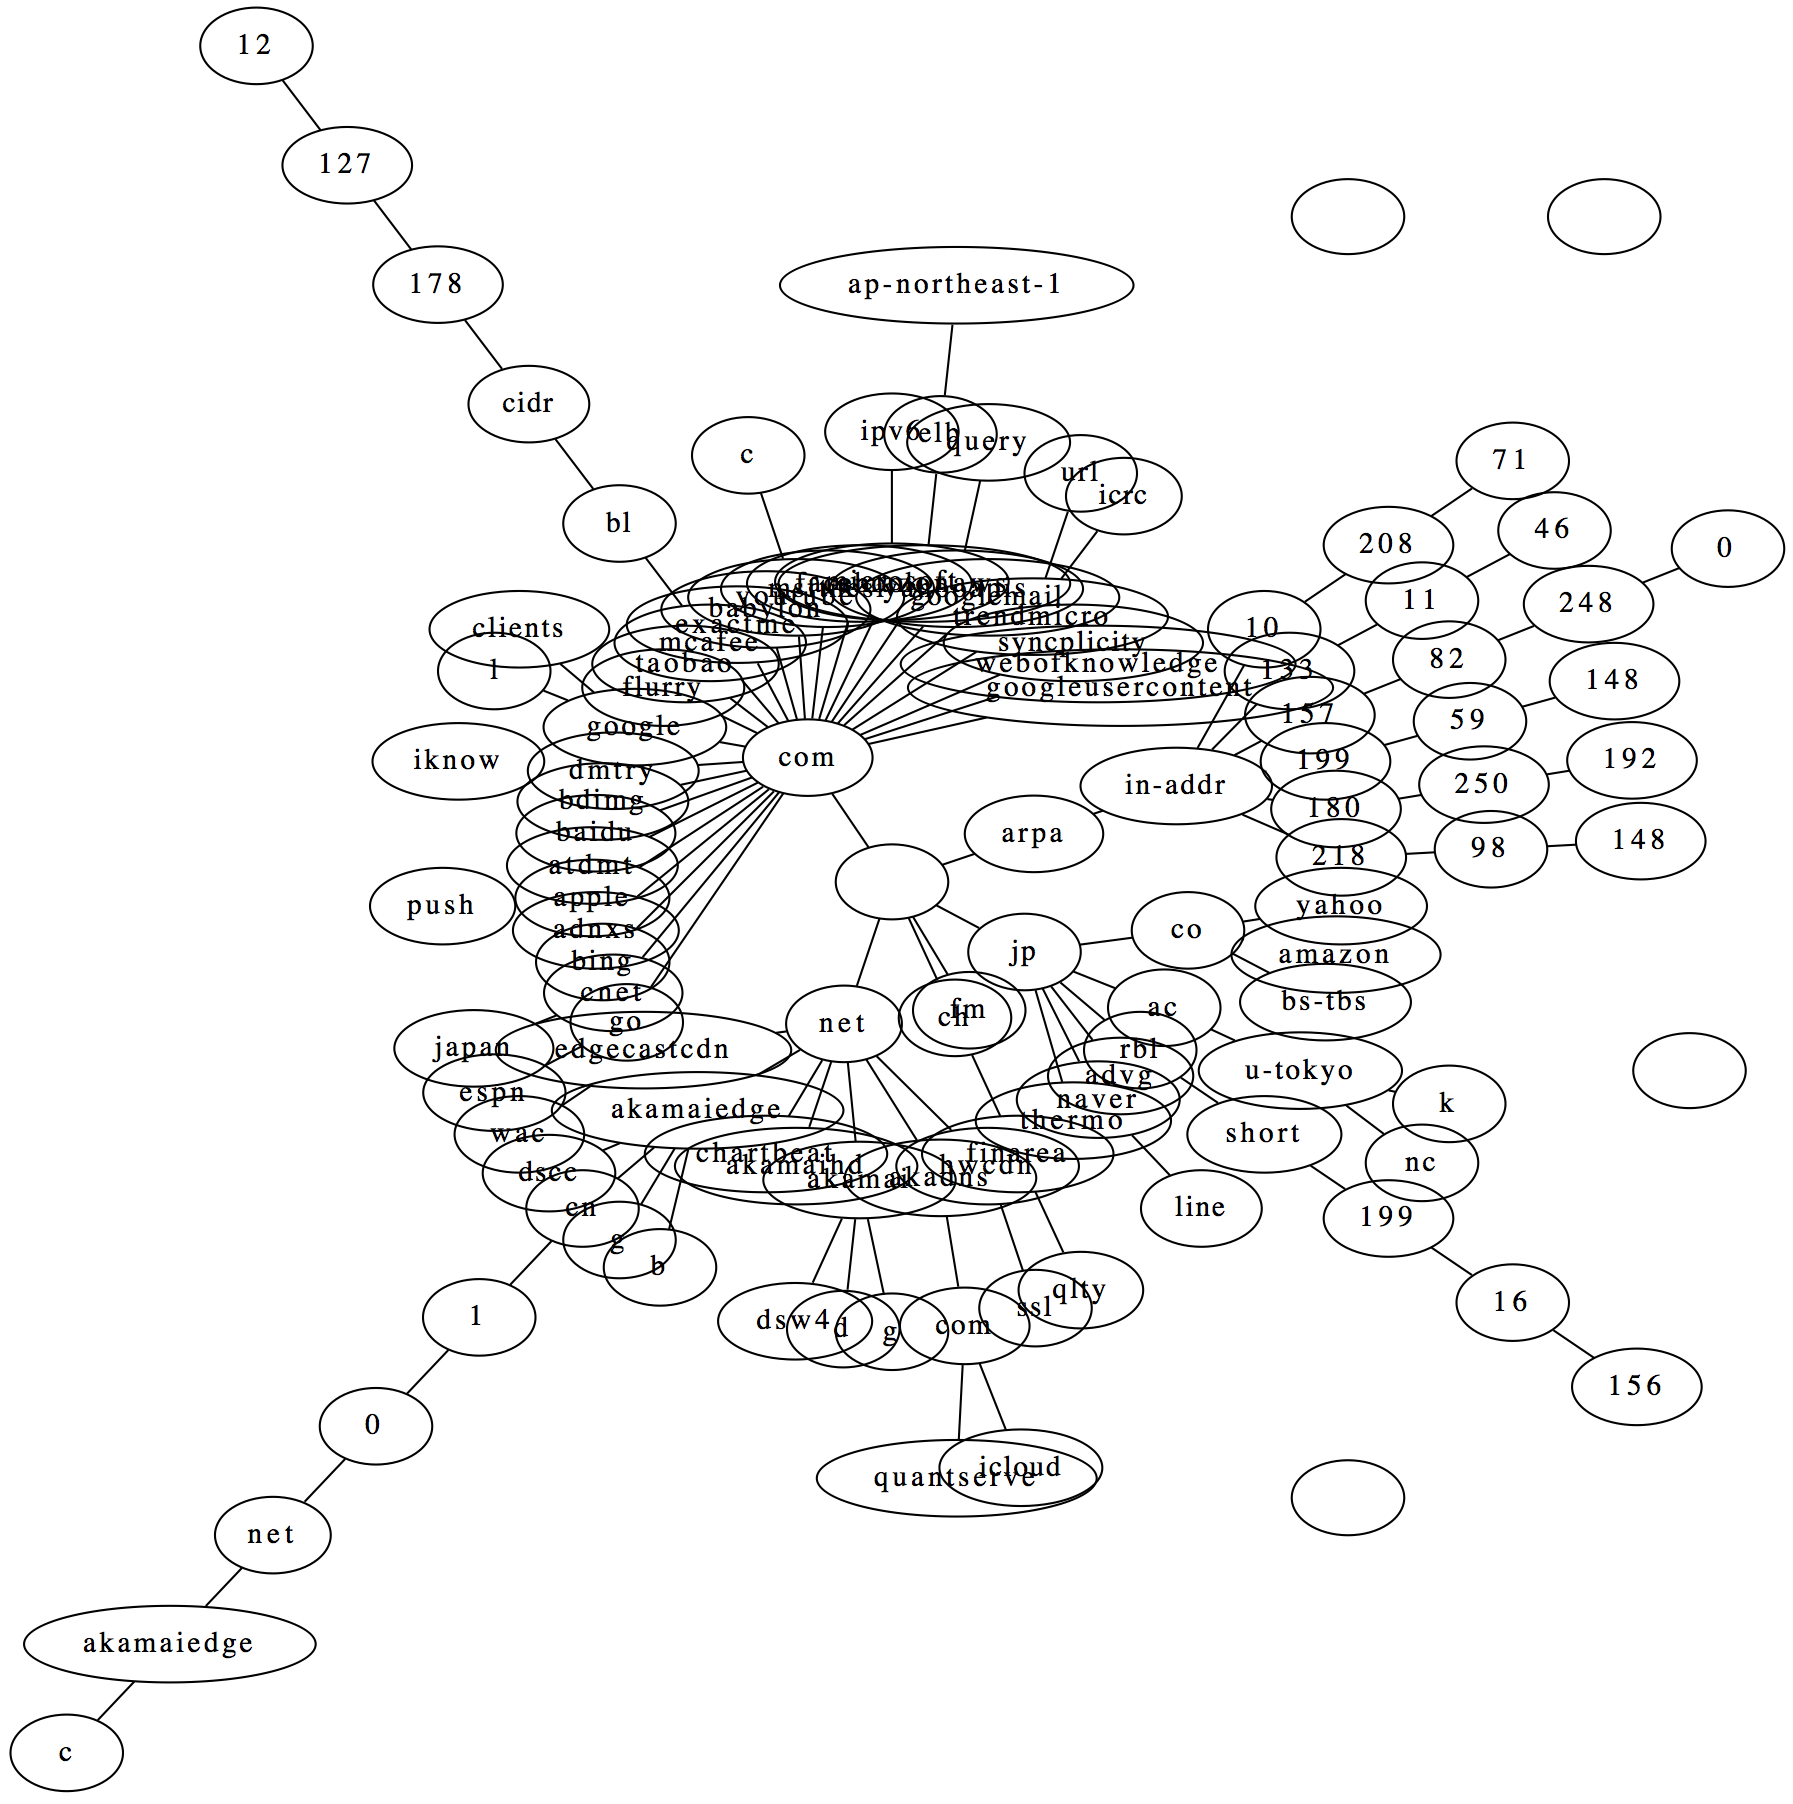 12
127
178
ap-northeast-1
cidr
c
ipv6
elb
query
url
icrc
71
208
46
0
bl
microsoft
youtube
googlemail
babylon
trendmicro
11
248
clients
exactme
mcafee
syncplicity
10
l
taobao
webofknowledge
133
82
148
flurry
googleusercontent
google
157
59
iknow
dmtry
com
199
192
in-addr
250
bdimg
180
baidu
arpa
98
148
atdmt
218
push
apple
yahoo
adnxs
co
bing
jp
amazon
cnet
fm
ac
bs-tbs
go
net
ch
japan
edgecastcdn
rbl
espn
advg
u-tokyo
akamaiedge
naver
k
wac
thermo
short
chartbeat
finarea
dscc
akamaihd
hwcdn
nc
akamai
akadns
cn
line
199
g
b
qlty
1
dsw4
d
g
com
ssl
16
156
0
icloud
quantserve
net
akamaiedge
c